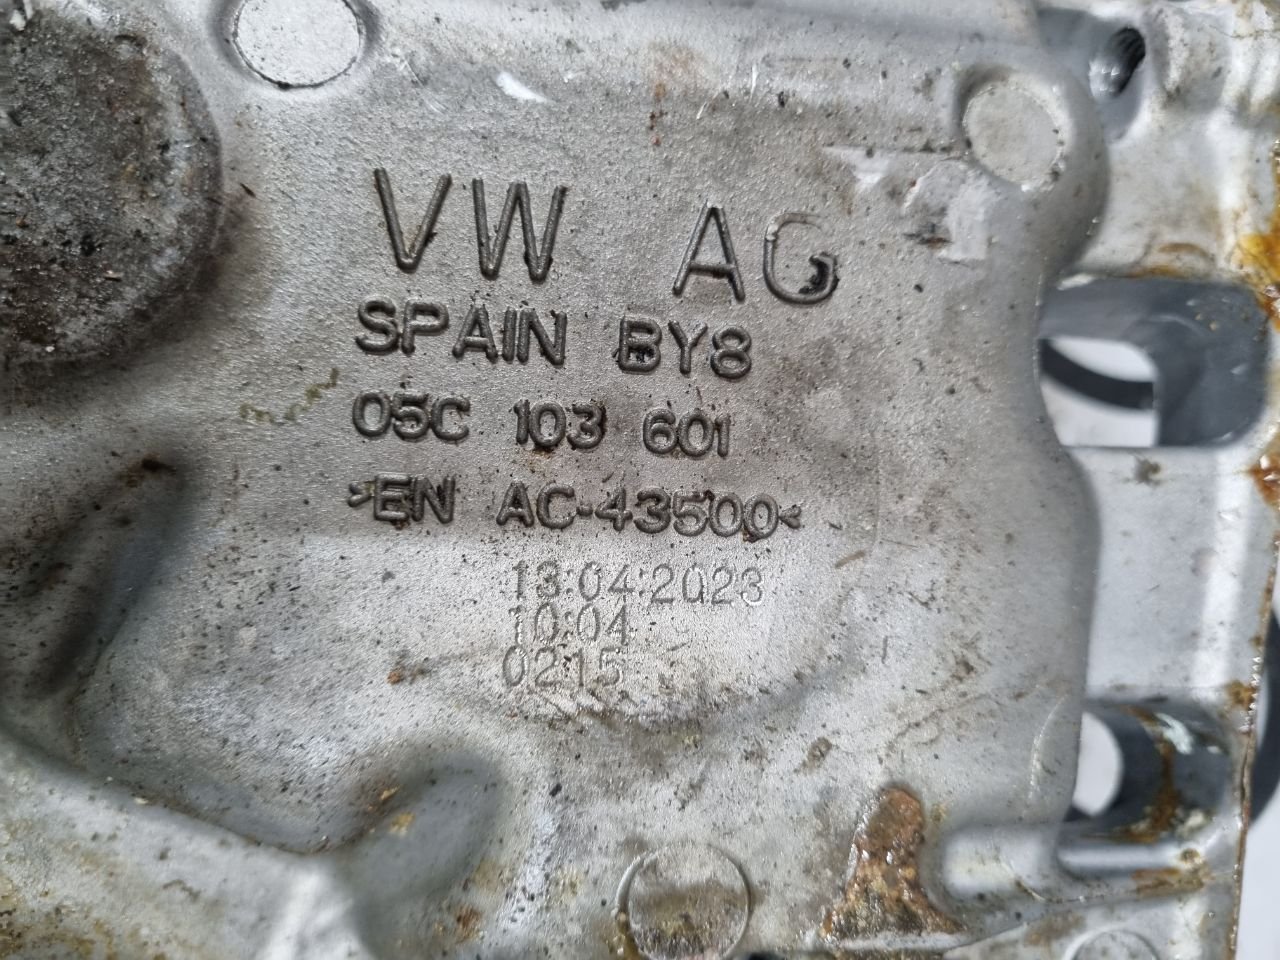 VW AG
SPAIN BY8
05C 103 601
>EN AC-43500<
13:04:2023
10:04
0215